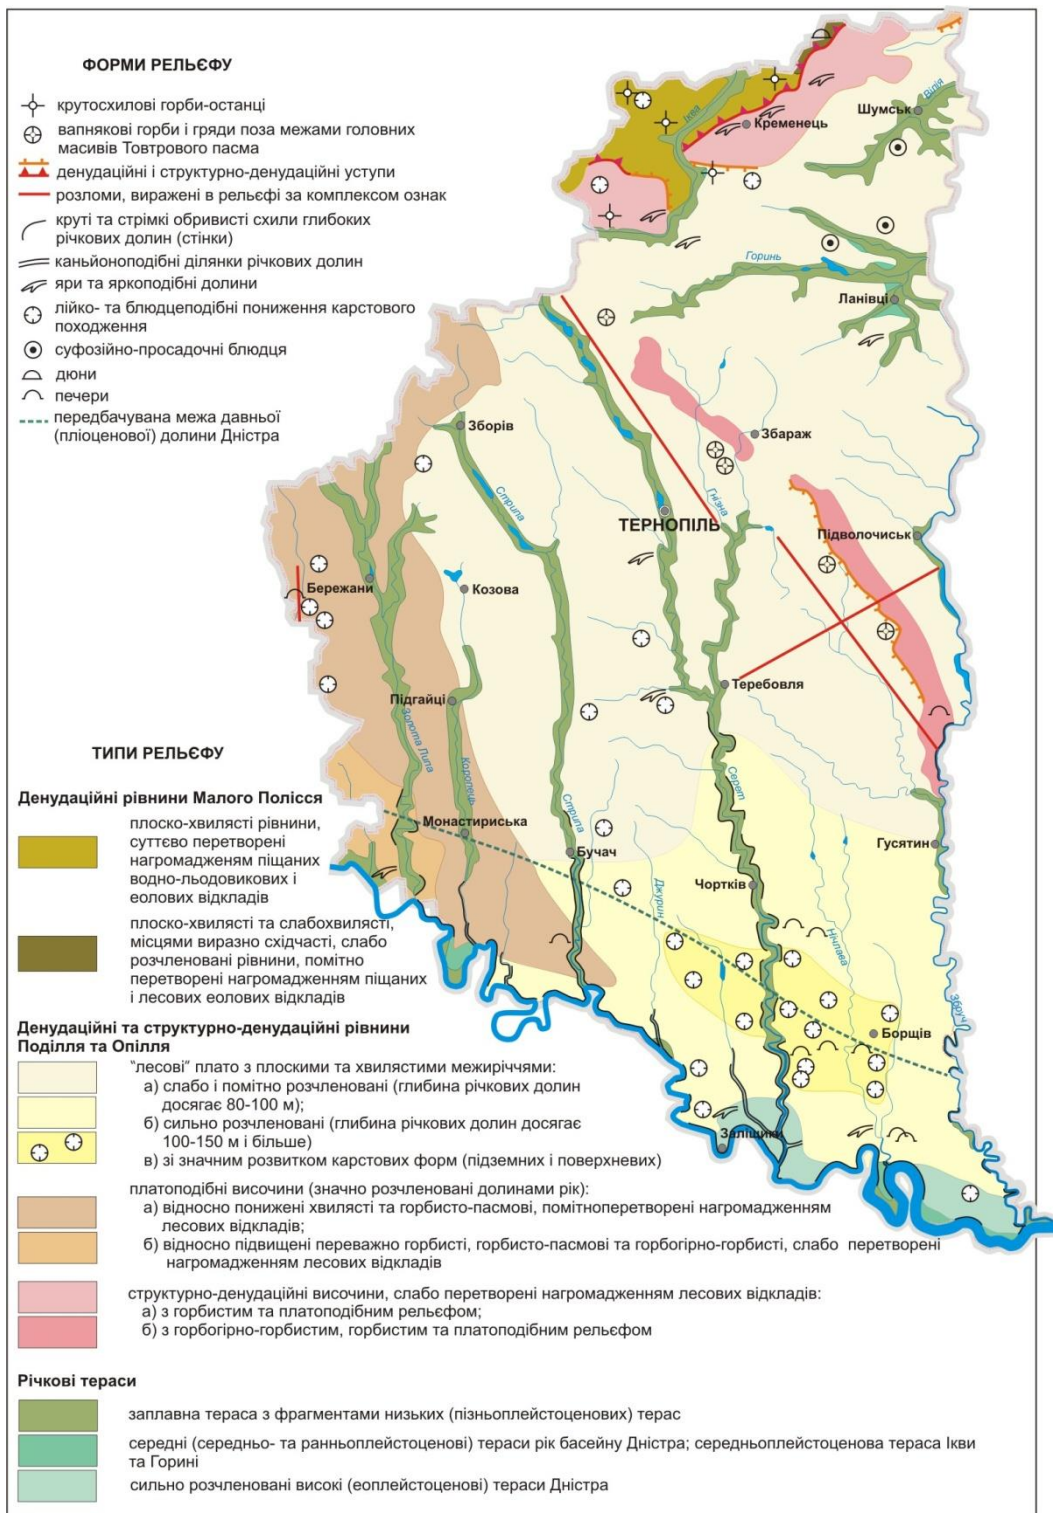 ФОРМИ РЕЛЬЄФУ
крутосхилові горби-останці
вапнякові горби і гряди поза межами головних
масивів Товтрового пасма
денудаційні і структурно-денудаційні уступи
розломи, виражені в рельєфі за комплексом ознак
круті та стрімкі обривисті схили глибоких
річкових долин (стінки)
каньйоноподібні ділянки річкових долин
яри та яркоподібні долини
лійко- та блюдцеподібні пониження карстового
походження
суфозійно-просадочні блюдця
дюни
печери
передбачувана межа давньої
(пліоценової) долини Дністра
Іква
Кременець
Шумськ
Вілія
Горинь
Ланівці
Зборів
Збараж
Стрипа
Гнізна
ТЕРНОПІЛЬ
Підволочиськ
Бережани
Козова
Теребовля
Підгайці
Золота Липа
Коропець
Серет
Стрипа
Монастириська
Бучач
Гусятин
Чортків
Джурин
Нічлава
Збруч
Борщів
Заліщики
ТИПИ РЕЛЬЄФУ
Денудаційні рівнини Малого Полісся
плоско-хвилясті рівнини,
суттєво перетворені
нагромадженням піщаних
водно-льодовикових і
еолових відкладів
плоско-хвилясті та слабохвилясті,
місцями виразно східчасті, слабо
розчленовані рівнини, помітно
перетворені нагромадженням піщаних
і лесових еолових відкладів
Денудаційні та структурно-денудаційні рівнини
Поділля та Опілля
"лесові" плато з плоскими та хвилястими межиріччями:
а) слабо і помітно розчленовані (глибина річкових долин
досягає 80-100 м);
б) сильно розчленовані (глибина річкових долин досягає
100-150 м і більше)
в) зі значним розвитком карстових форм (підземних і поверхневих)
платоподібні височини (значно розчленовані долинами рік):
а) відносно понижені хвилясті та горбисто-пасмові, помітноперетворені нагромадженням
лесових відкладів;
б) відносно підвищені переважно горбисті, горбисто-пасмові та горбогірно-горбисті, слабо перетворені
нагромадженням лесових відкладів
структурно-денудаційні височини, слабо перетворені нагромадженням лесових відкладів:
а) з горбистим та платоподібним рельєфом;
б) з горбогірно-горбистим, горбистим та платоподібним рельєфом
Річкові тераси
заплавна тераса з фрагментами низьких (пізньоплейстоценових) терас
середні (середньо- та ранньоплейстоценові) тераси рік басейну Дністра; середньоплейстоценова тераса Ікви
та Горині
сильно розчленовані високі (еоплейстоценові) тераси Дністра